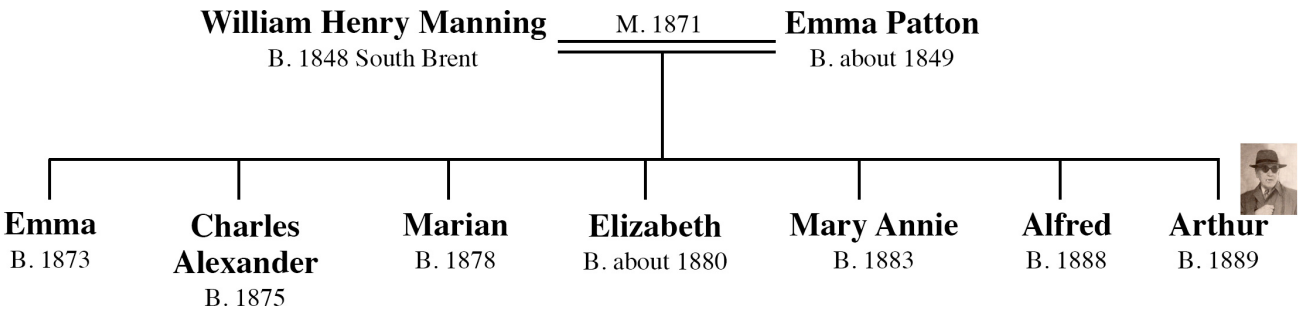 William Henry Manning
M. 1871
Emma Patton
B. 1848 South Brent
B. about 1849
Emma
B. 1873
Charles
Alexander
B. 1875
Marian
B. 1878
Elizabeth
B. about 1880
Mary Annie
B. 1883
Alfred
B. 1888
Arthur
B. 1889